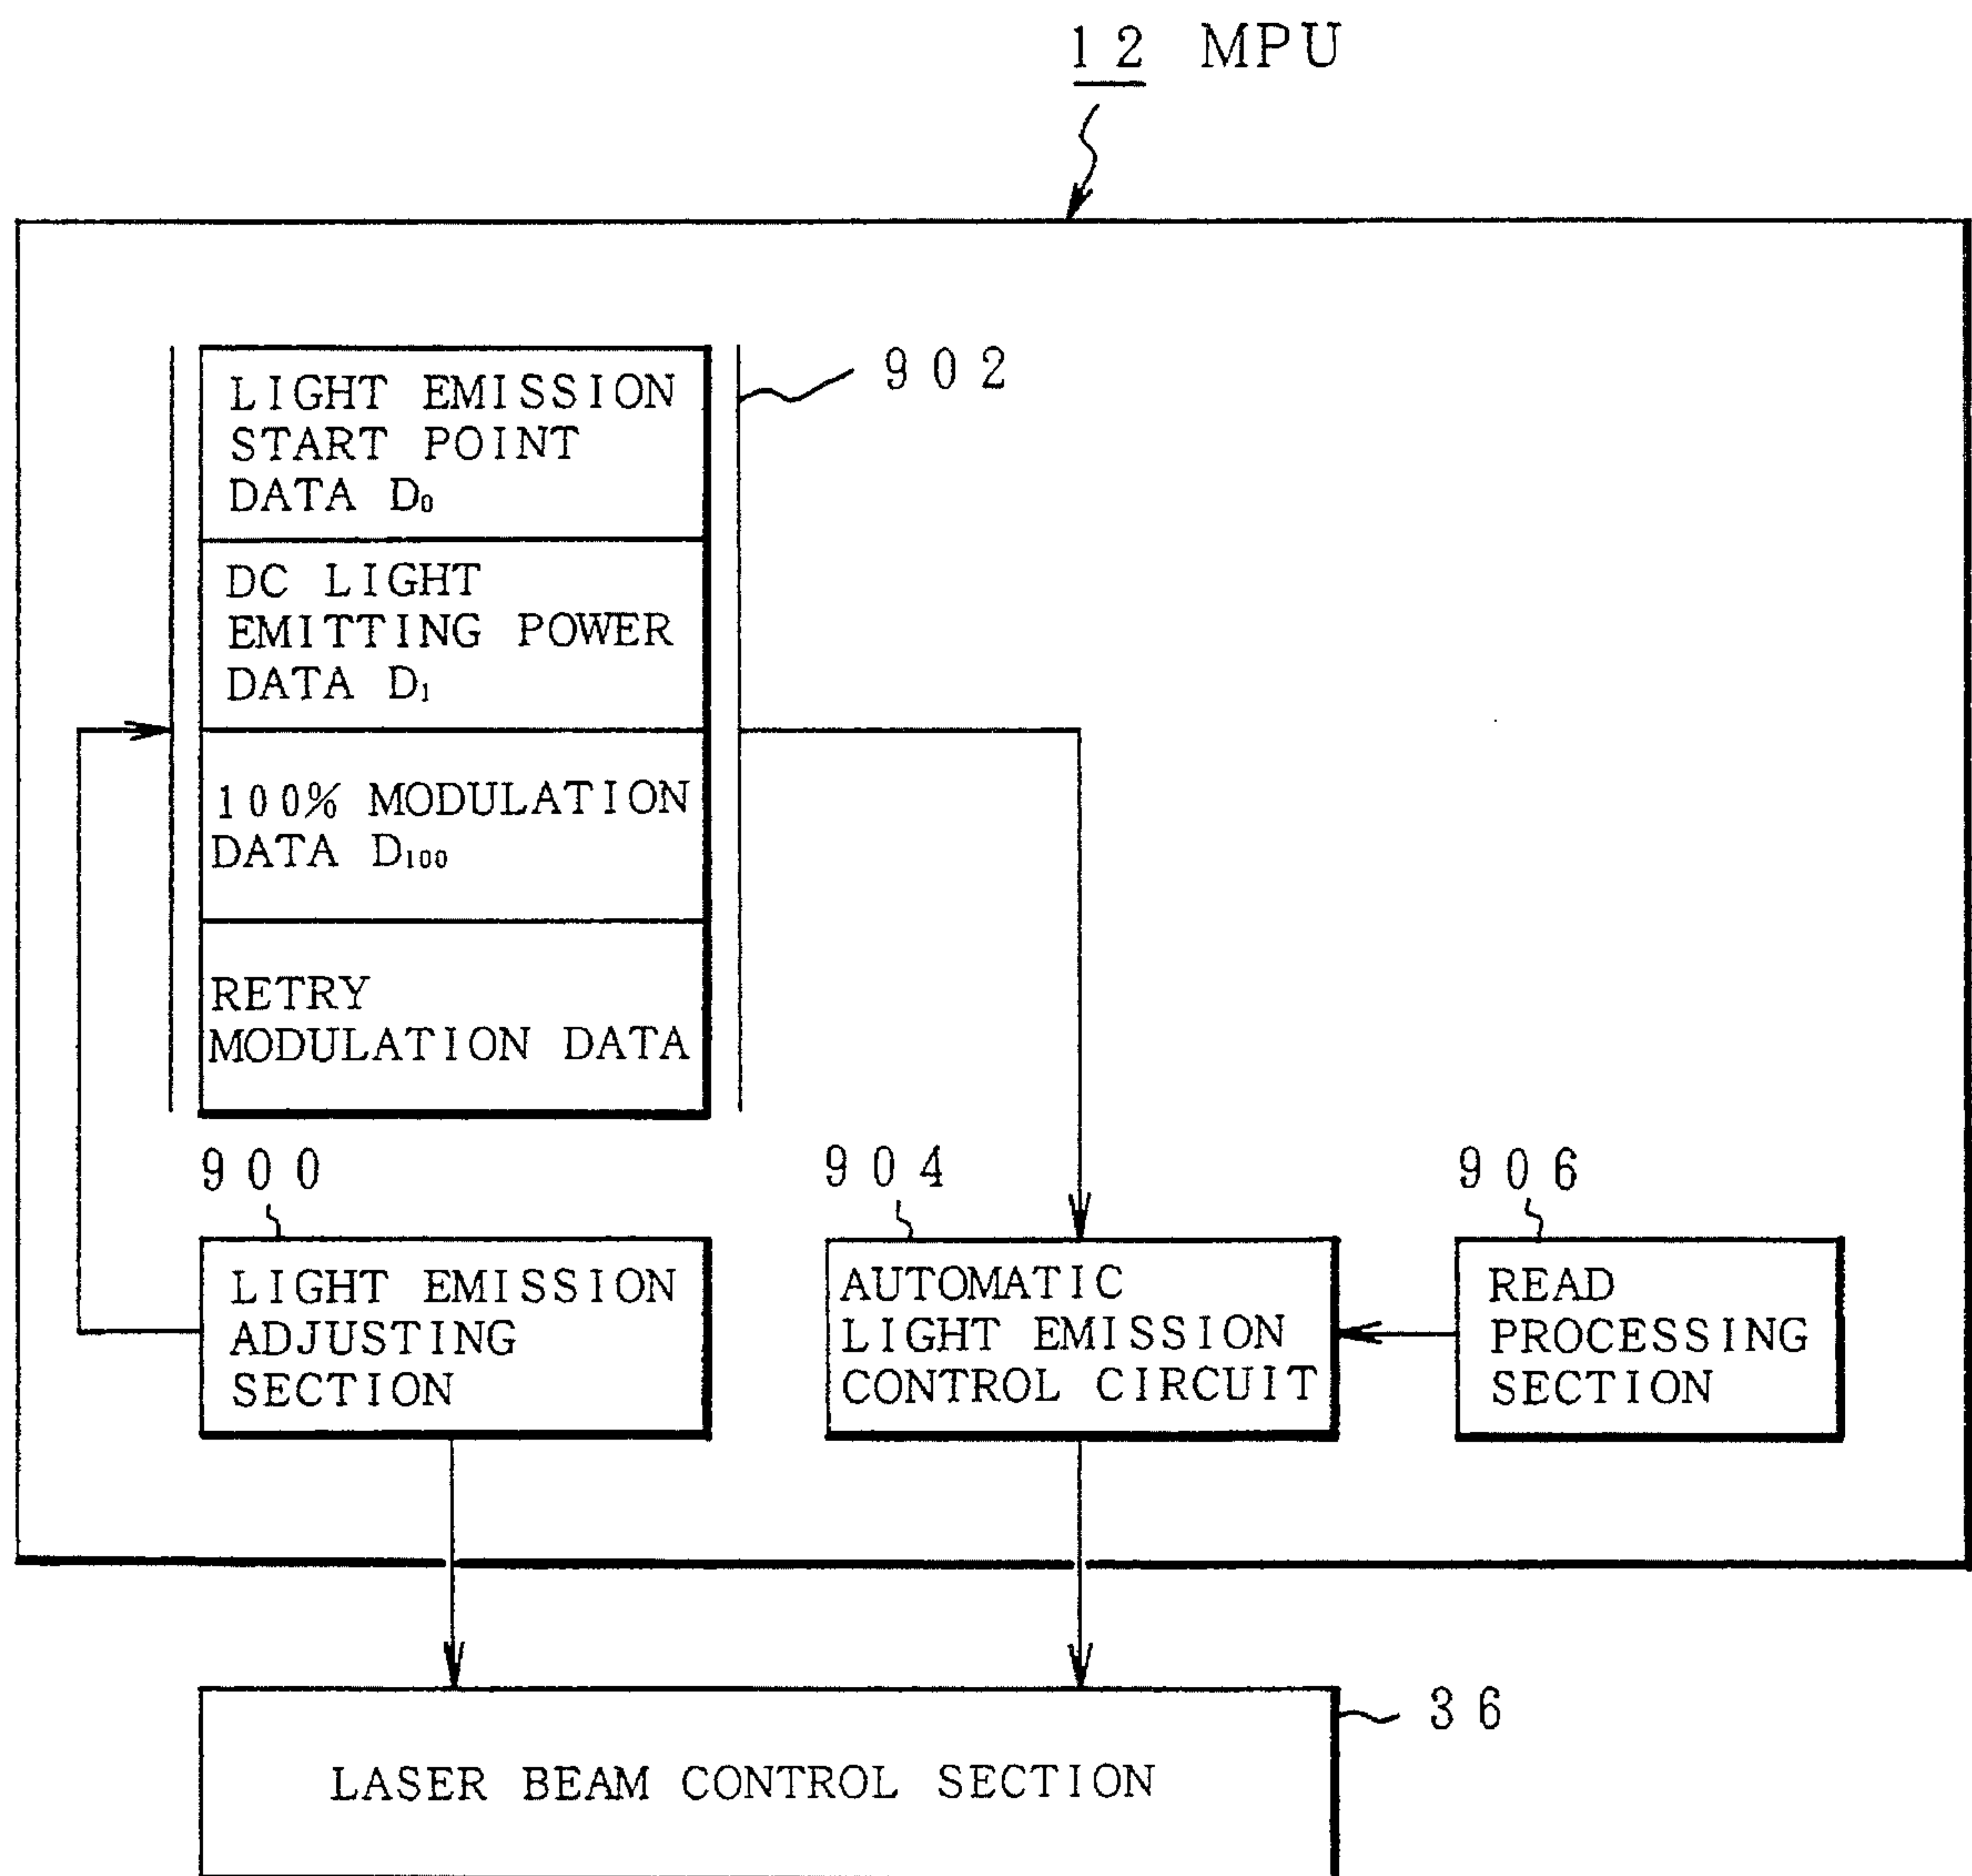 12 MPU
LIGHT EMISSION
START POINT
DATA D₀
902
DC LIGHT
EMITTING POWER
DATA D₁
100% MODULATION
DATA D₁₀₀
RETRY
MODULATION DATA
900
904
906
LIGHT EMISSION
ADJUSTING
SECTION
AUTOMATIC
LIGHT EMISSION
CONTROL CIRCUIT
READ
PROCESSING
SECTION
36
LASER BEAM CONTROL SECTION